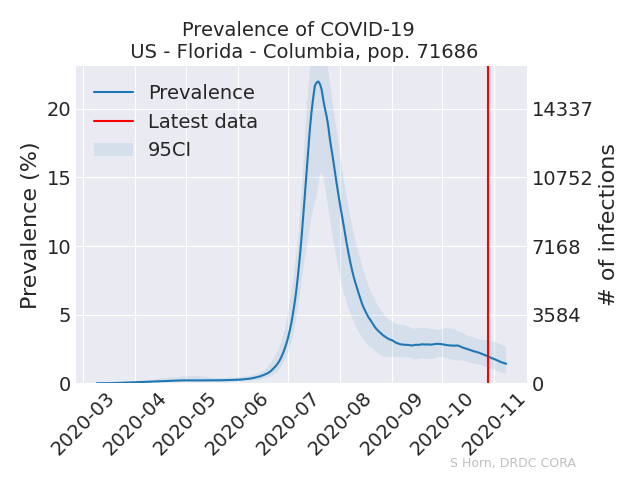 Prevalence of COVID-19
US - Florida - Columbia, pop. 71686
Prevalence
Latest data
95CI
Prevalence (%)
20
15
10
5
0
14337
10752
7168
3584
0
# of infections
2020-03
2020-04
2020-05
2020-06
2020-07
2020-08
2020-09
2020-10
2020-11
S Horn, DRDC CORA